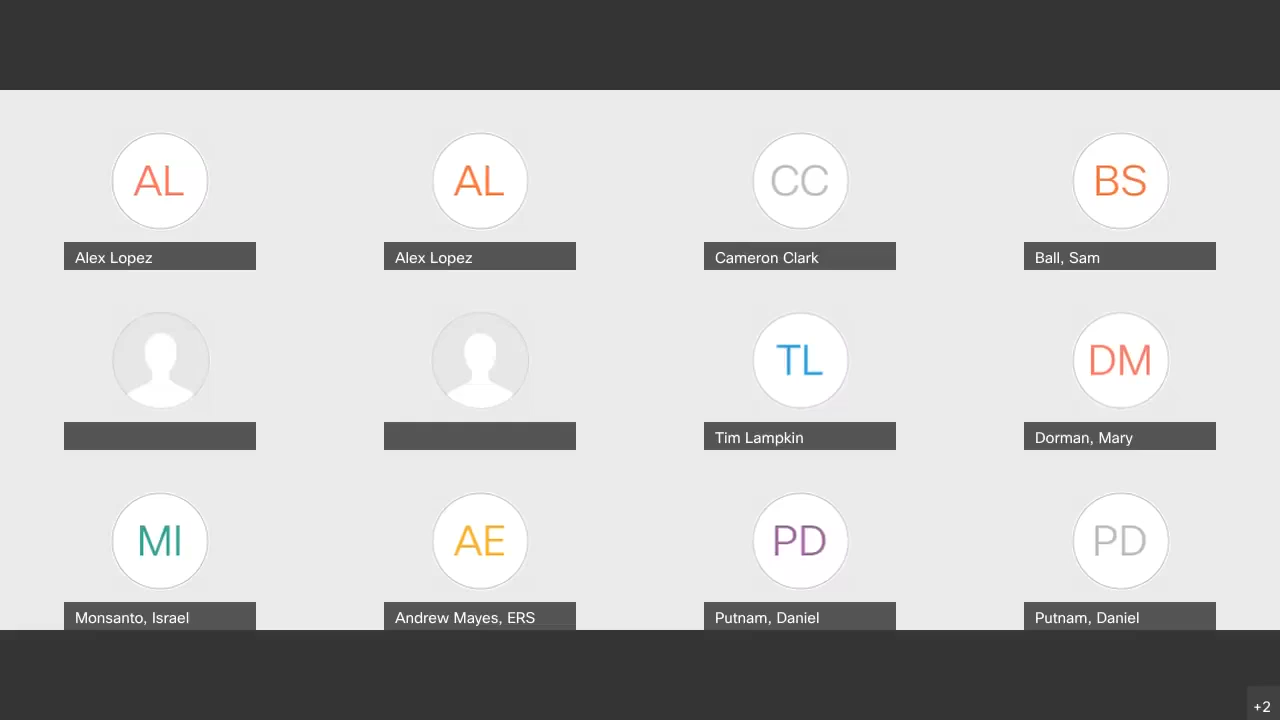 AL
AL
CC
BS
Alex Lopez
Alex Lopez
Cameron Clark
Ball, Sam
TL
DM
Tim Lampkin
Dorman, Mary
MI
AE
PD
PD
Monsanto, Israel
Andrew Mayes, ERS
Putnam, Daniel
Putnam, Daniel
+2